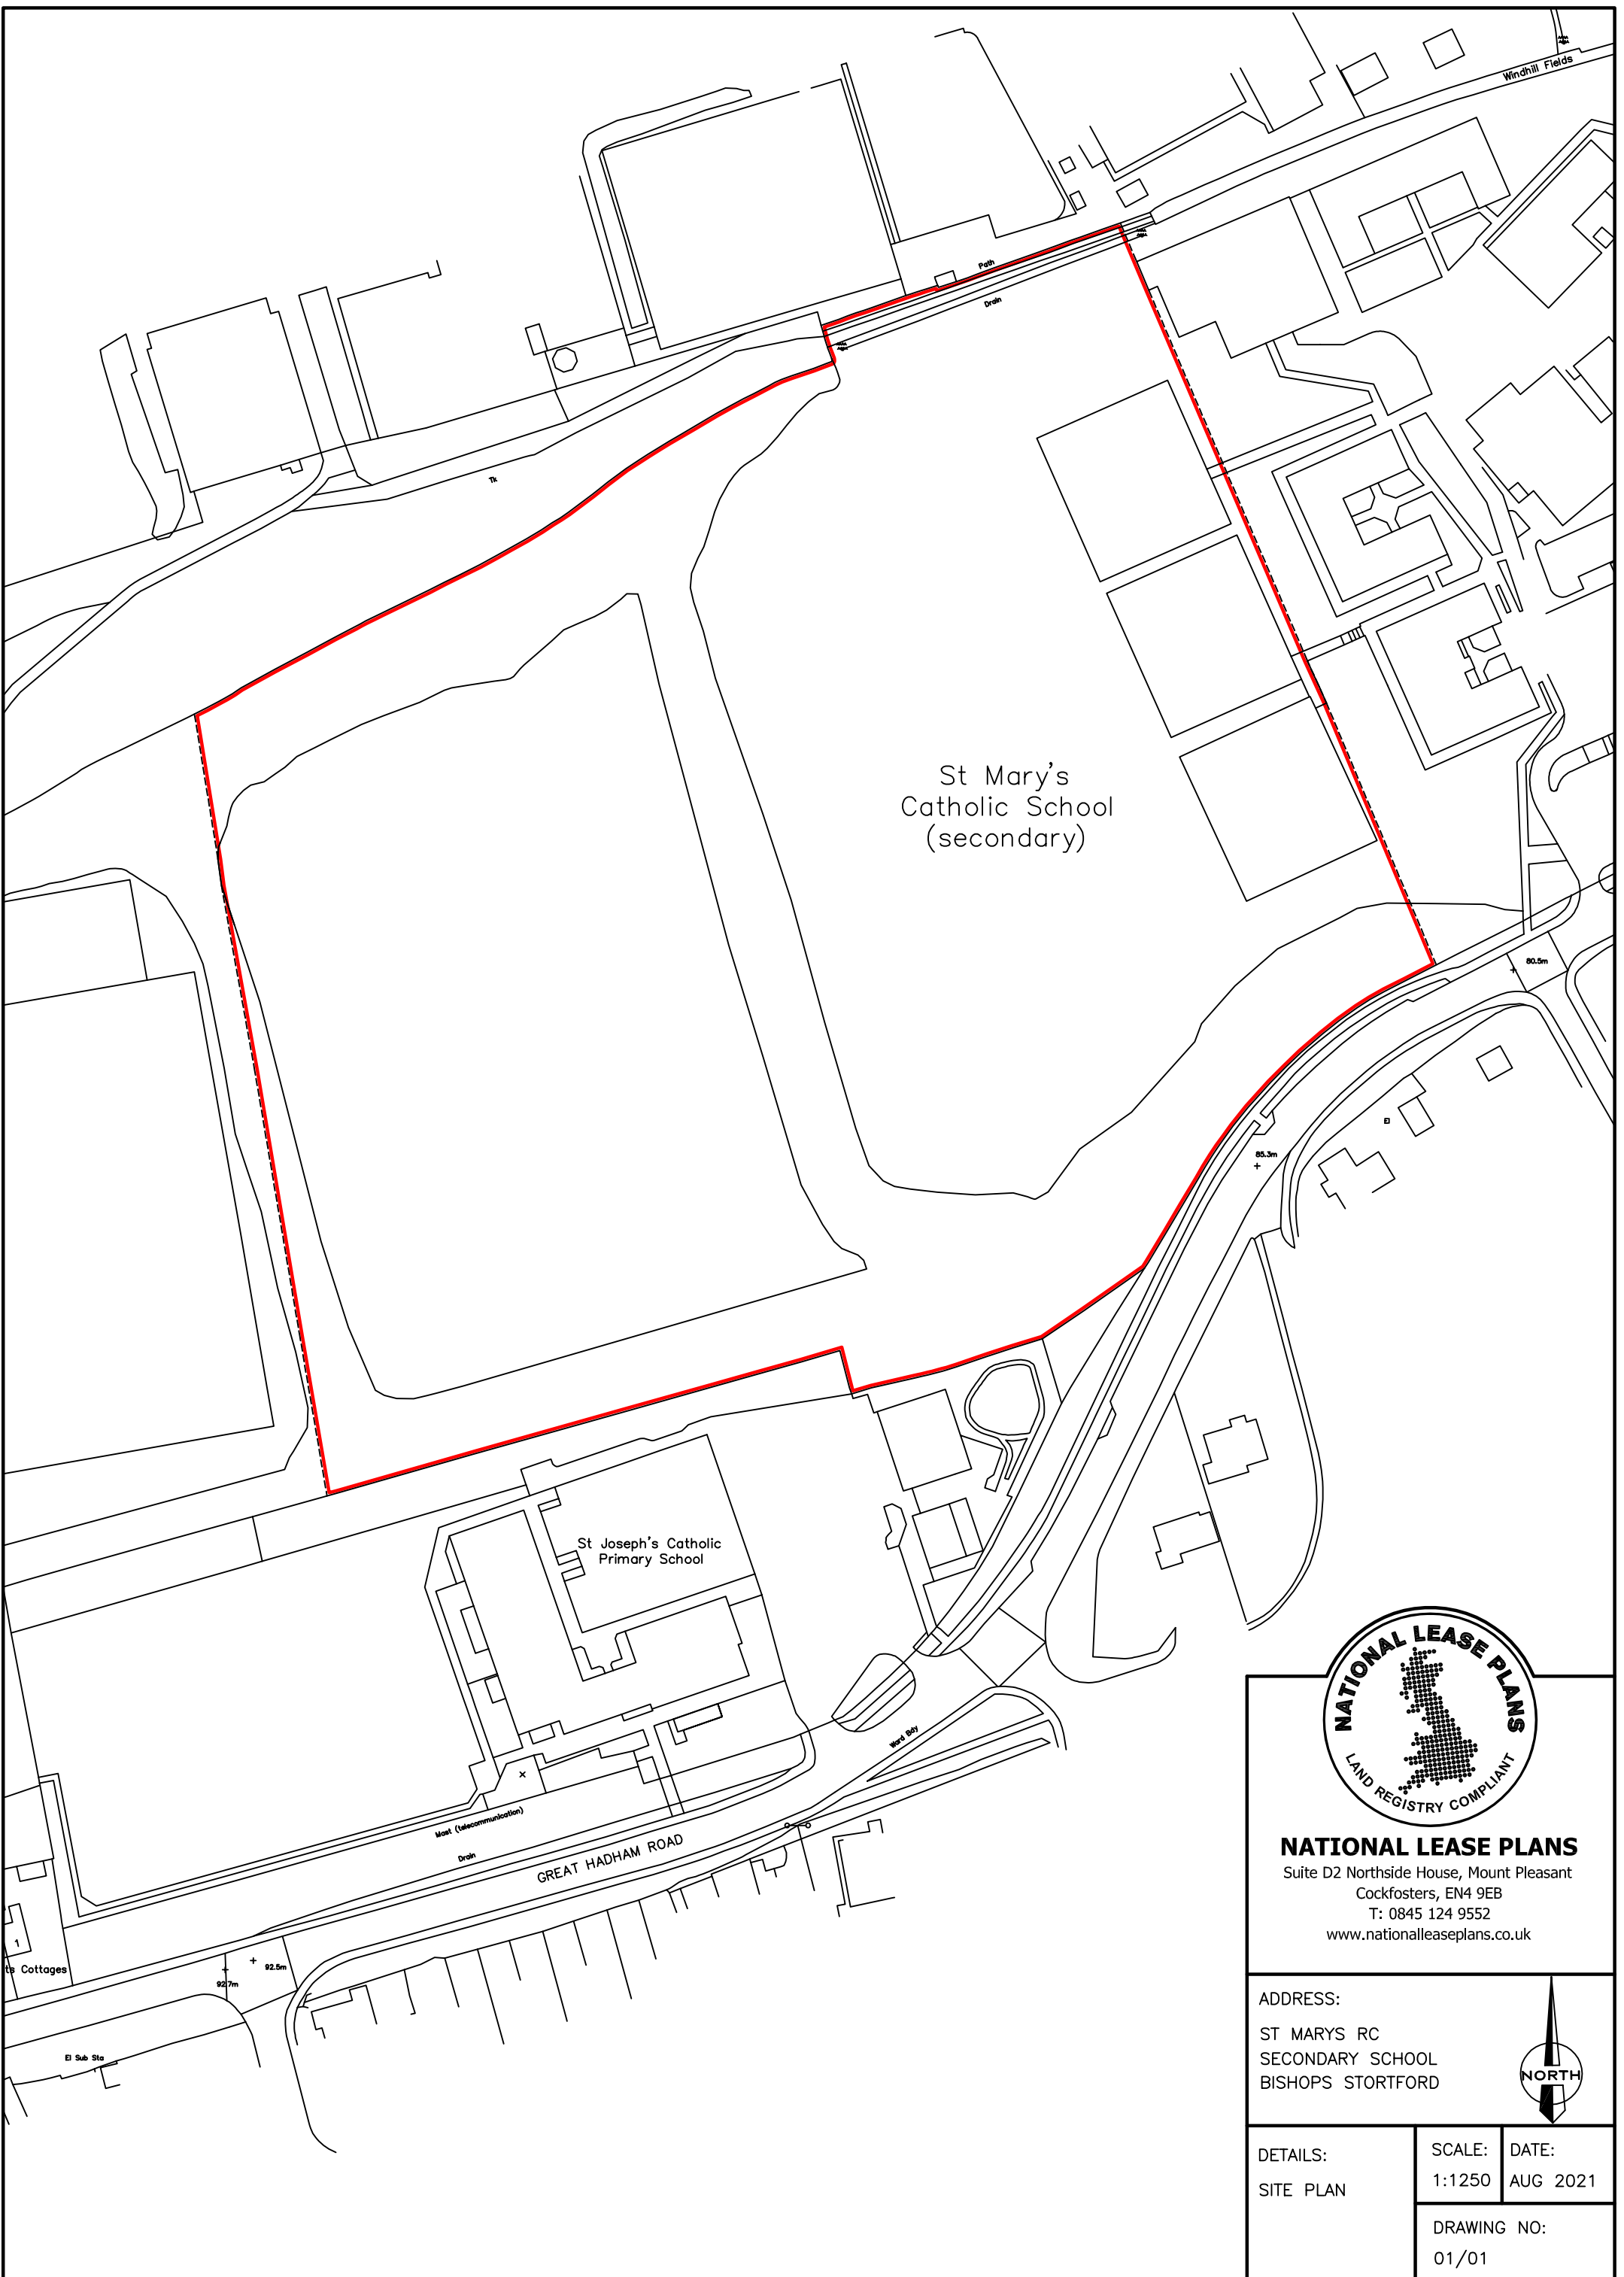 Windhill Fields
Path
Drain
Tk
St Mary's
Catholic School
(secondary)
80.5m
El
85.3m
St Joseph's Catholic
Primary School
Ward Bdy
Mast (telecommunication)
Drain
GREAT HADHAM ROAD
1
ts Cottages
92.5m
92.7m
El Sub Sta
NATIONAL LEASE PLANS
LAND REGISTRY COMPLIANT
NATIONAL LEASE PLANS
Suite D2 Northside House, Mount Pleasant
Cockfosters, EN4 9EB
T: 0845 124 9552
www.nationalleaseplans.co.uk
ADDRESS:
ST MARYS RC
SECONDARY SCHOOL
BISHOPS STORTFORD
NORTH
DETAILS:
SITE PLAN
SCALE:
1:1250
DATE:
AUG 2021
DRAWING NO:
01/01